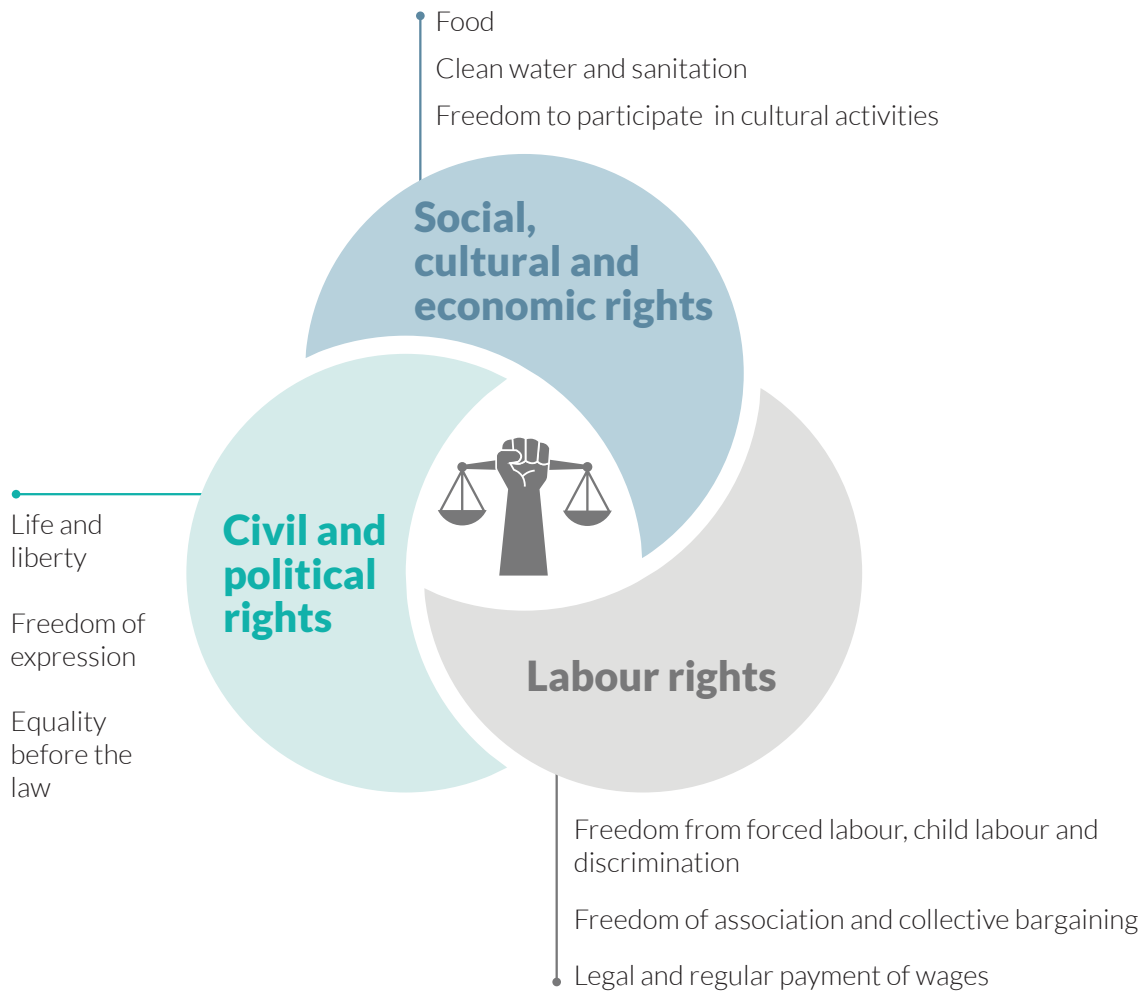 Food
Clean water and sanitation
Freedom to participate in cultural activities
Social,
cultural and
economic rights
Life and
liberty
Freedom of
expression
Equality
before the
law
Civil and
political
rights
Labour rights
Freedom from forced labour, child labour and
discrimination
Freedom of association and collective bargaining
Legal and regular payment of wages